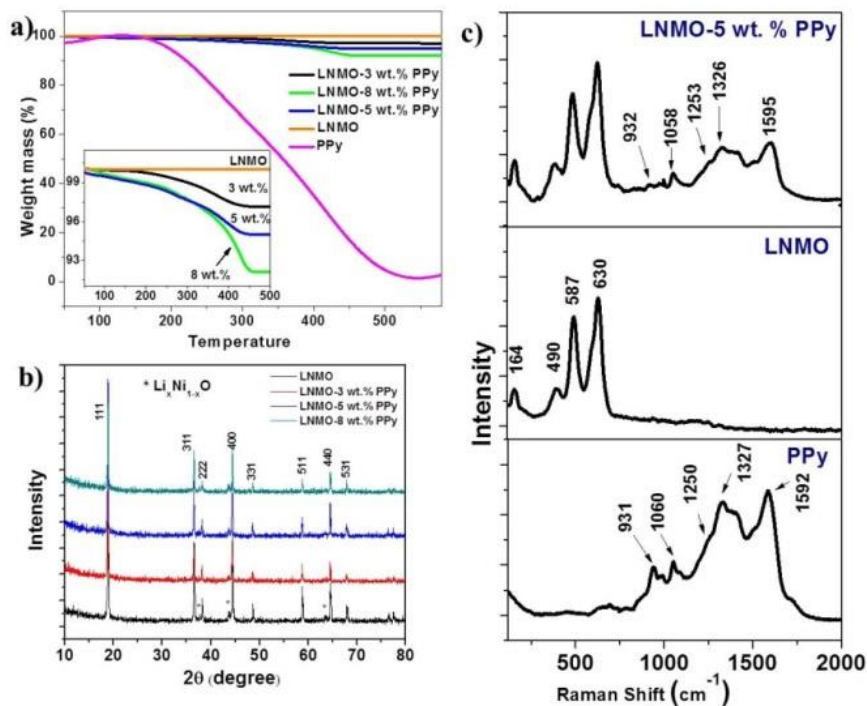 a)
100
80
60
40
20
0
Weight mass (%)
LNMO-3 wt.% PPy
LNMO-8 wt.% PPy
LNMO-5 wt.% PPy
LNMO
PPy
LNMO
99
3 wt.%
96
5 wt.%
93
8 wt.%
100 200 300 400 500
100 200 300 400 500
Temperature
b)
* LiₓNi₁₋ₓO
LNMO
LNMO-3 wt.% PPy
LNMO-5 wt.% PPy
LNMO-8 wt.% PPy
111
311
222
400
331
511
440
531
*
*
*
Intensity
10 20 30 40 50 60 70 80
2θ (degree)
c)
LNMO-5 wt. % PPy
932
1058
1253
1326
1595
LNMO
164
490
587
630
PPy
931
1060
1250
1327
1592
Intensity
500 1000 1500 2000
Raman Shift (cm⁻¹)